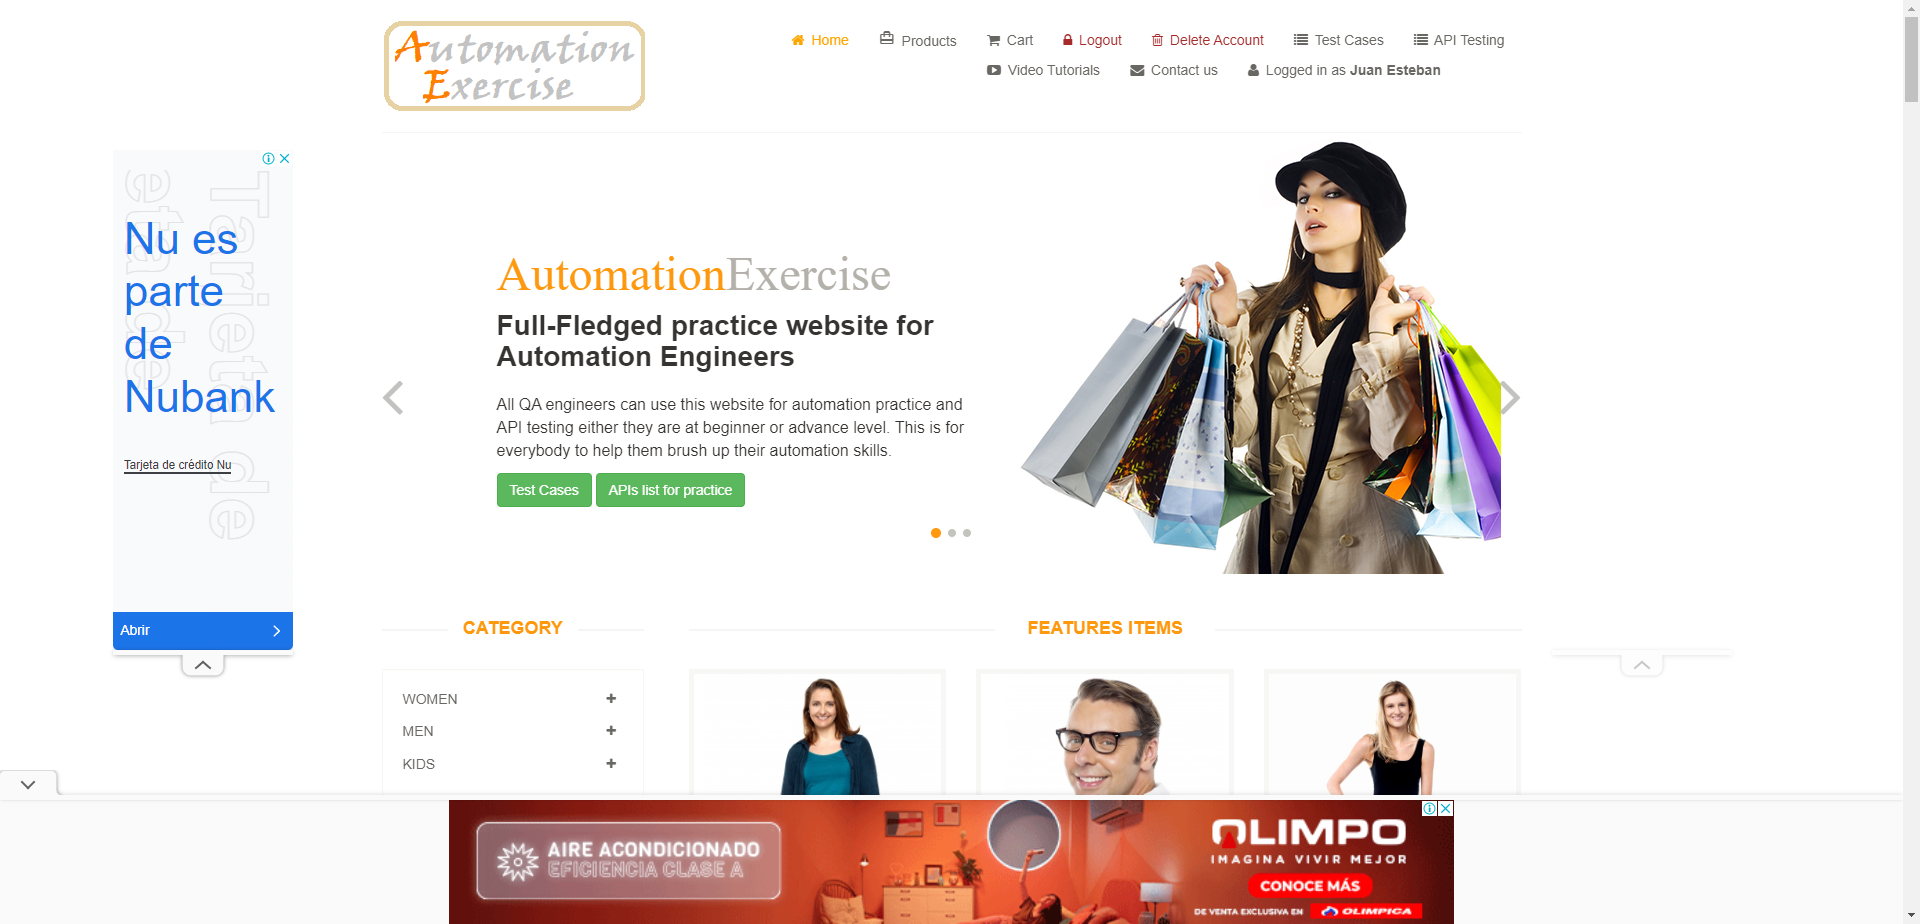 Automation
Exercise
Home
Products
Cart
Logout
Delete Account
Test Cases
API Testing
Video Tutorials
Contact us
Logged in as Juan Esteban
Tarjeta de
etade
Nu es
parte
de
Nubank
Tarjeta de crédito Nu
Abrir
AutomationExercise
Full-Fledged practice website for
Automation Engineers
All QA engineers can use this website for automation practice and
API testing either they are at beginner or advance level. This is for
everybody to help them brush up their automation skills.
Test Cases
APIs list for practice
CATEGORY
WOMEN
MEN
KIDS
FEATURES ITEMS
AIRE ACONDICIONADO
EFICIENCIA CLASE A
OLIMPO
IMAGINA VIVIR MEJOR
CONOCE MÁS
DE VENTA EXCLUSIVA EN OLIMPICA